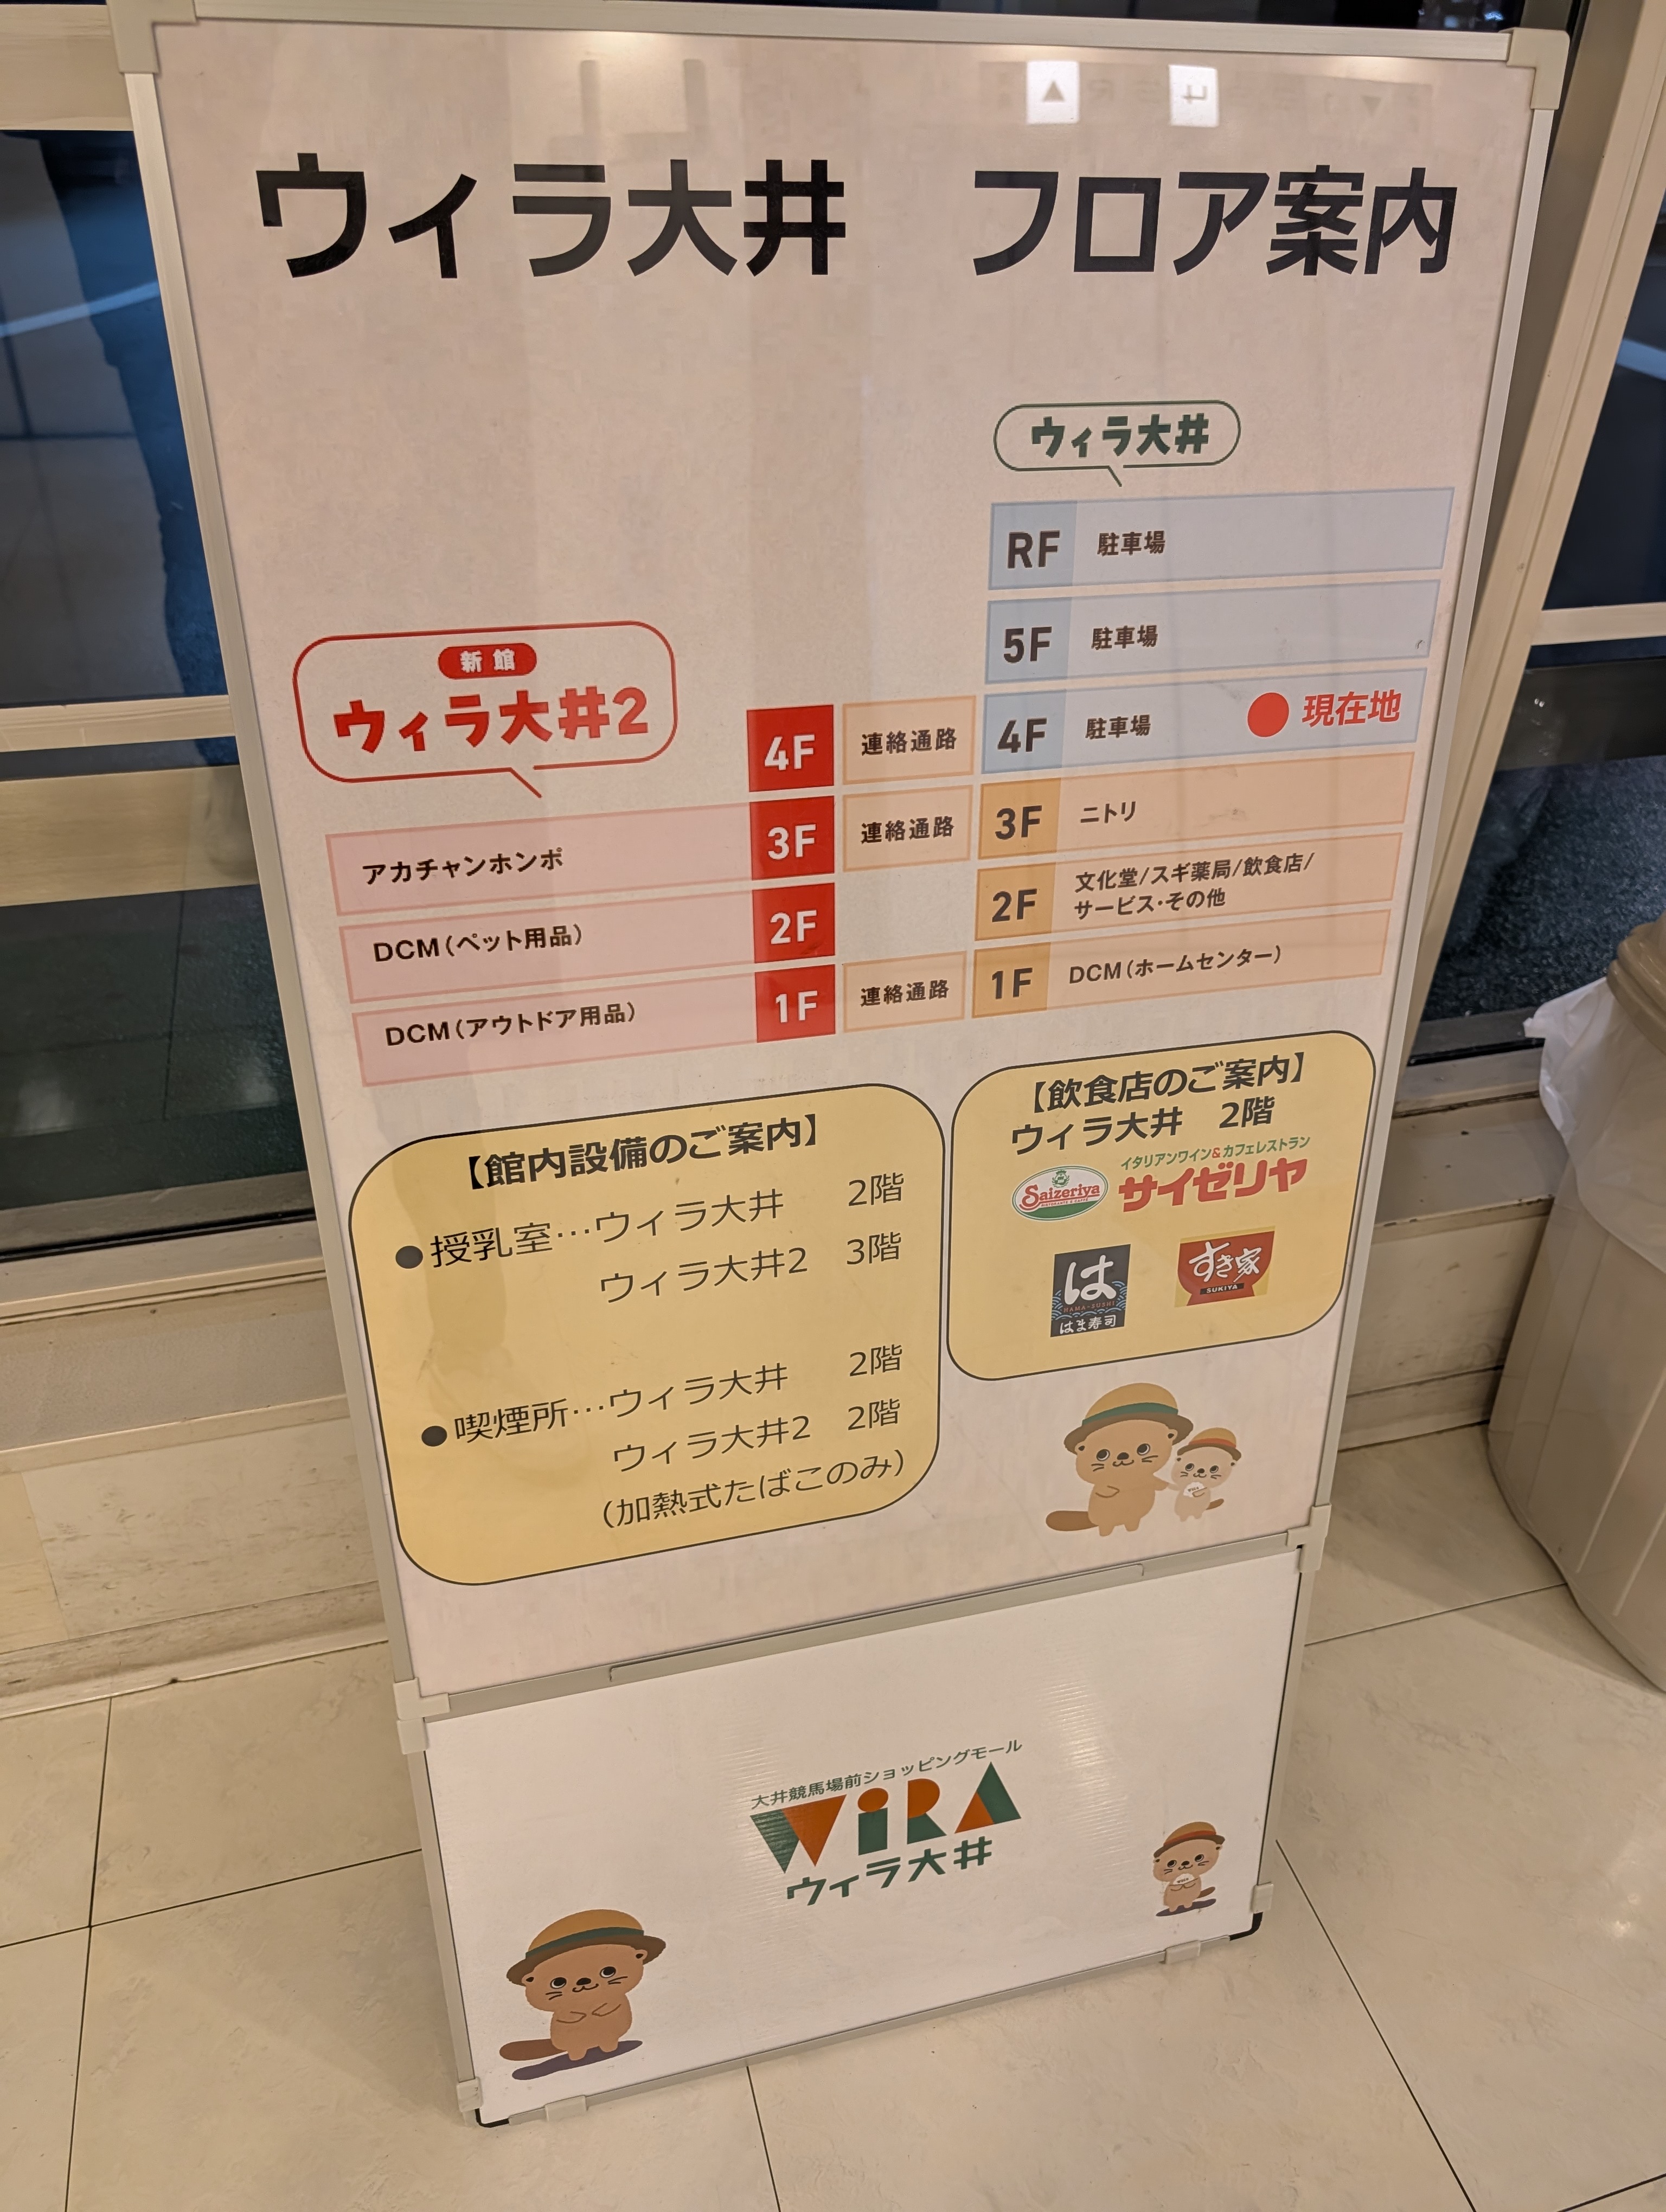 ウィラ大井　フロア案内
ウィラ大井
RF 駐車場
5F 駐車場
4F 連絡通路 4F 駐車場 ●現在地
新館
ウィラ大井2
アカチャンホンポ 3F 連絡通路 3F ニトリ
DCM（ペット用品） 2F 2F 文化堂/スギ薬局/飲食店/
サービス・その他
DCM（アウトドア用品） 1F 連絡通路 1F DCM（ホームセンター）
【館内設備のご案内】
●授乳室…ウィラ大井　2階
ウィラ大井2　3階
●喫煙所…ウィラ大井　2階
ウィラ大井2　2階
（加熱式たばこのみ）
【飲食店のご案内】
ウィラ大井　2階
イタリアンワイン&カフェレストラン
Saizeriya サイゼリヤ
は
HAMA-SUSHI
はま寿司
すき家
SUKIYA
大井競馬場前ショッピングモール
WiRA
ウィラ大井